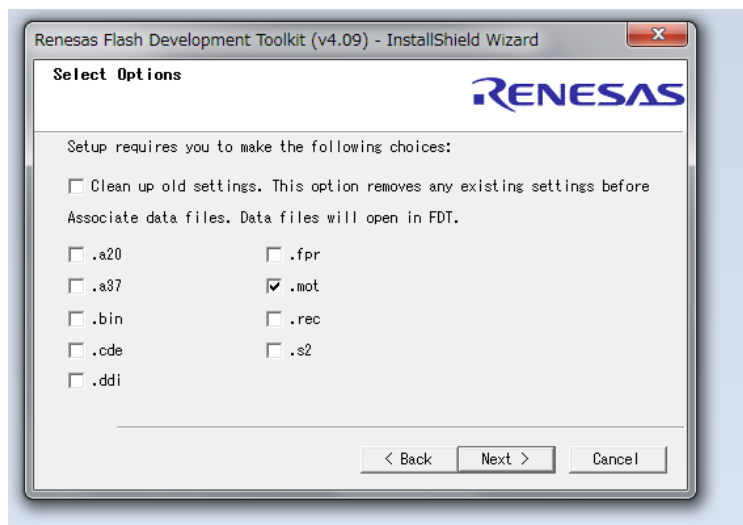 Renesas Flash Development Toolkit (v4.09) - InstallShield Wizard
Select Options
RENESAS
Setup requires you to make the following choices:
Clean up old settings. This option removes any existing settings before
Associate data files. Data files will open in FDT.
.a20 .fpr
.a37 .mot
.bin .rec
.cde .s2
.ddi
< Back Next > Cancel